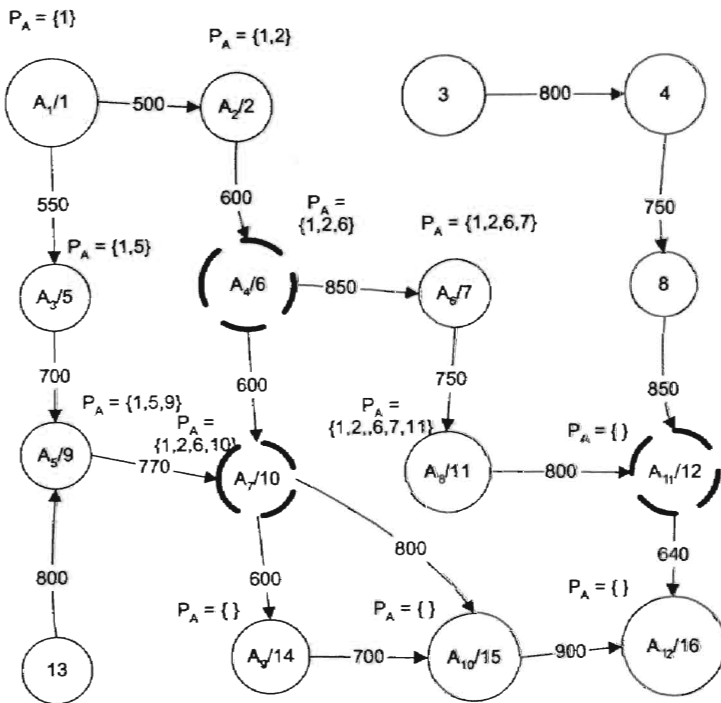 P_A = {1}
P_A = {1,2}
A_1/1
500
A_2/2
3
800
4
550
600
P_A =
{1,2,6}
P_A = {1,2,6,7}
750
P_A = {1,5}
A_3/5
A_4/6
850
A_6/7
8
700
600
750
850
P_A = {1,5,9}
P_A =
{1,2,6,10}
P_A =
{1,2,,6,7,11}
P_A = { }
A_5/9
770
A_7/10
A_8/11
800
A_11/12
800
600
800
640
P_A = { }
P_A = { }
P_A = { }
13
A_9/14
700
A_10/15
900
A_12/16